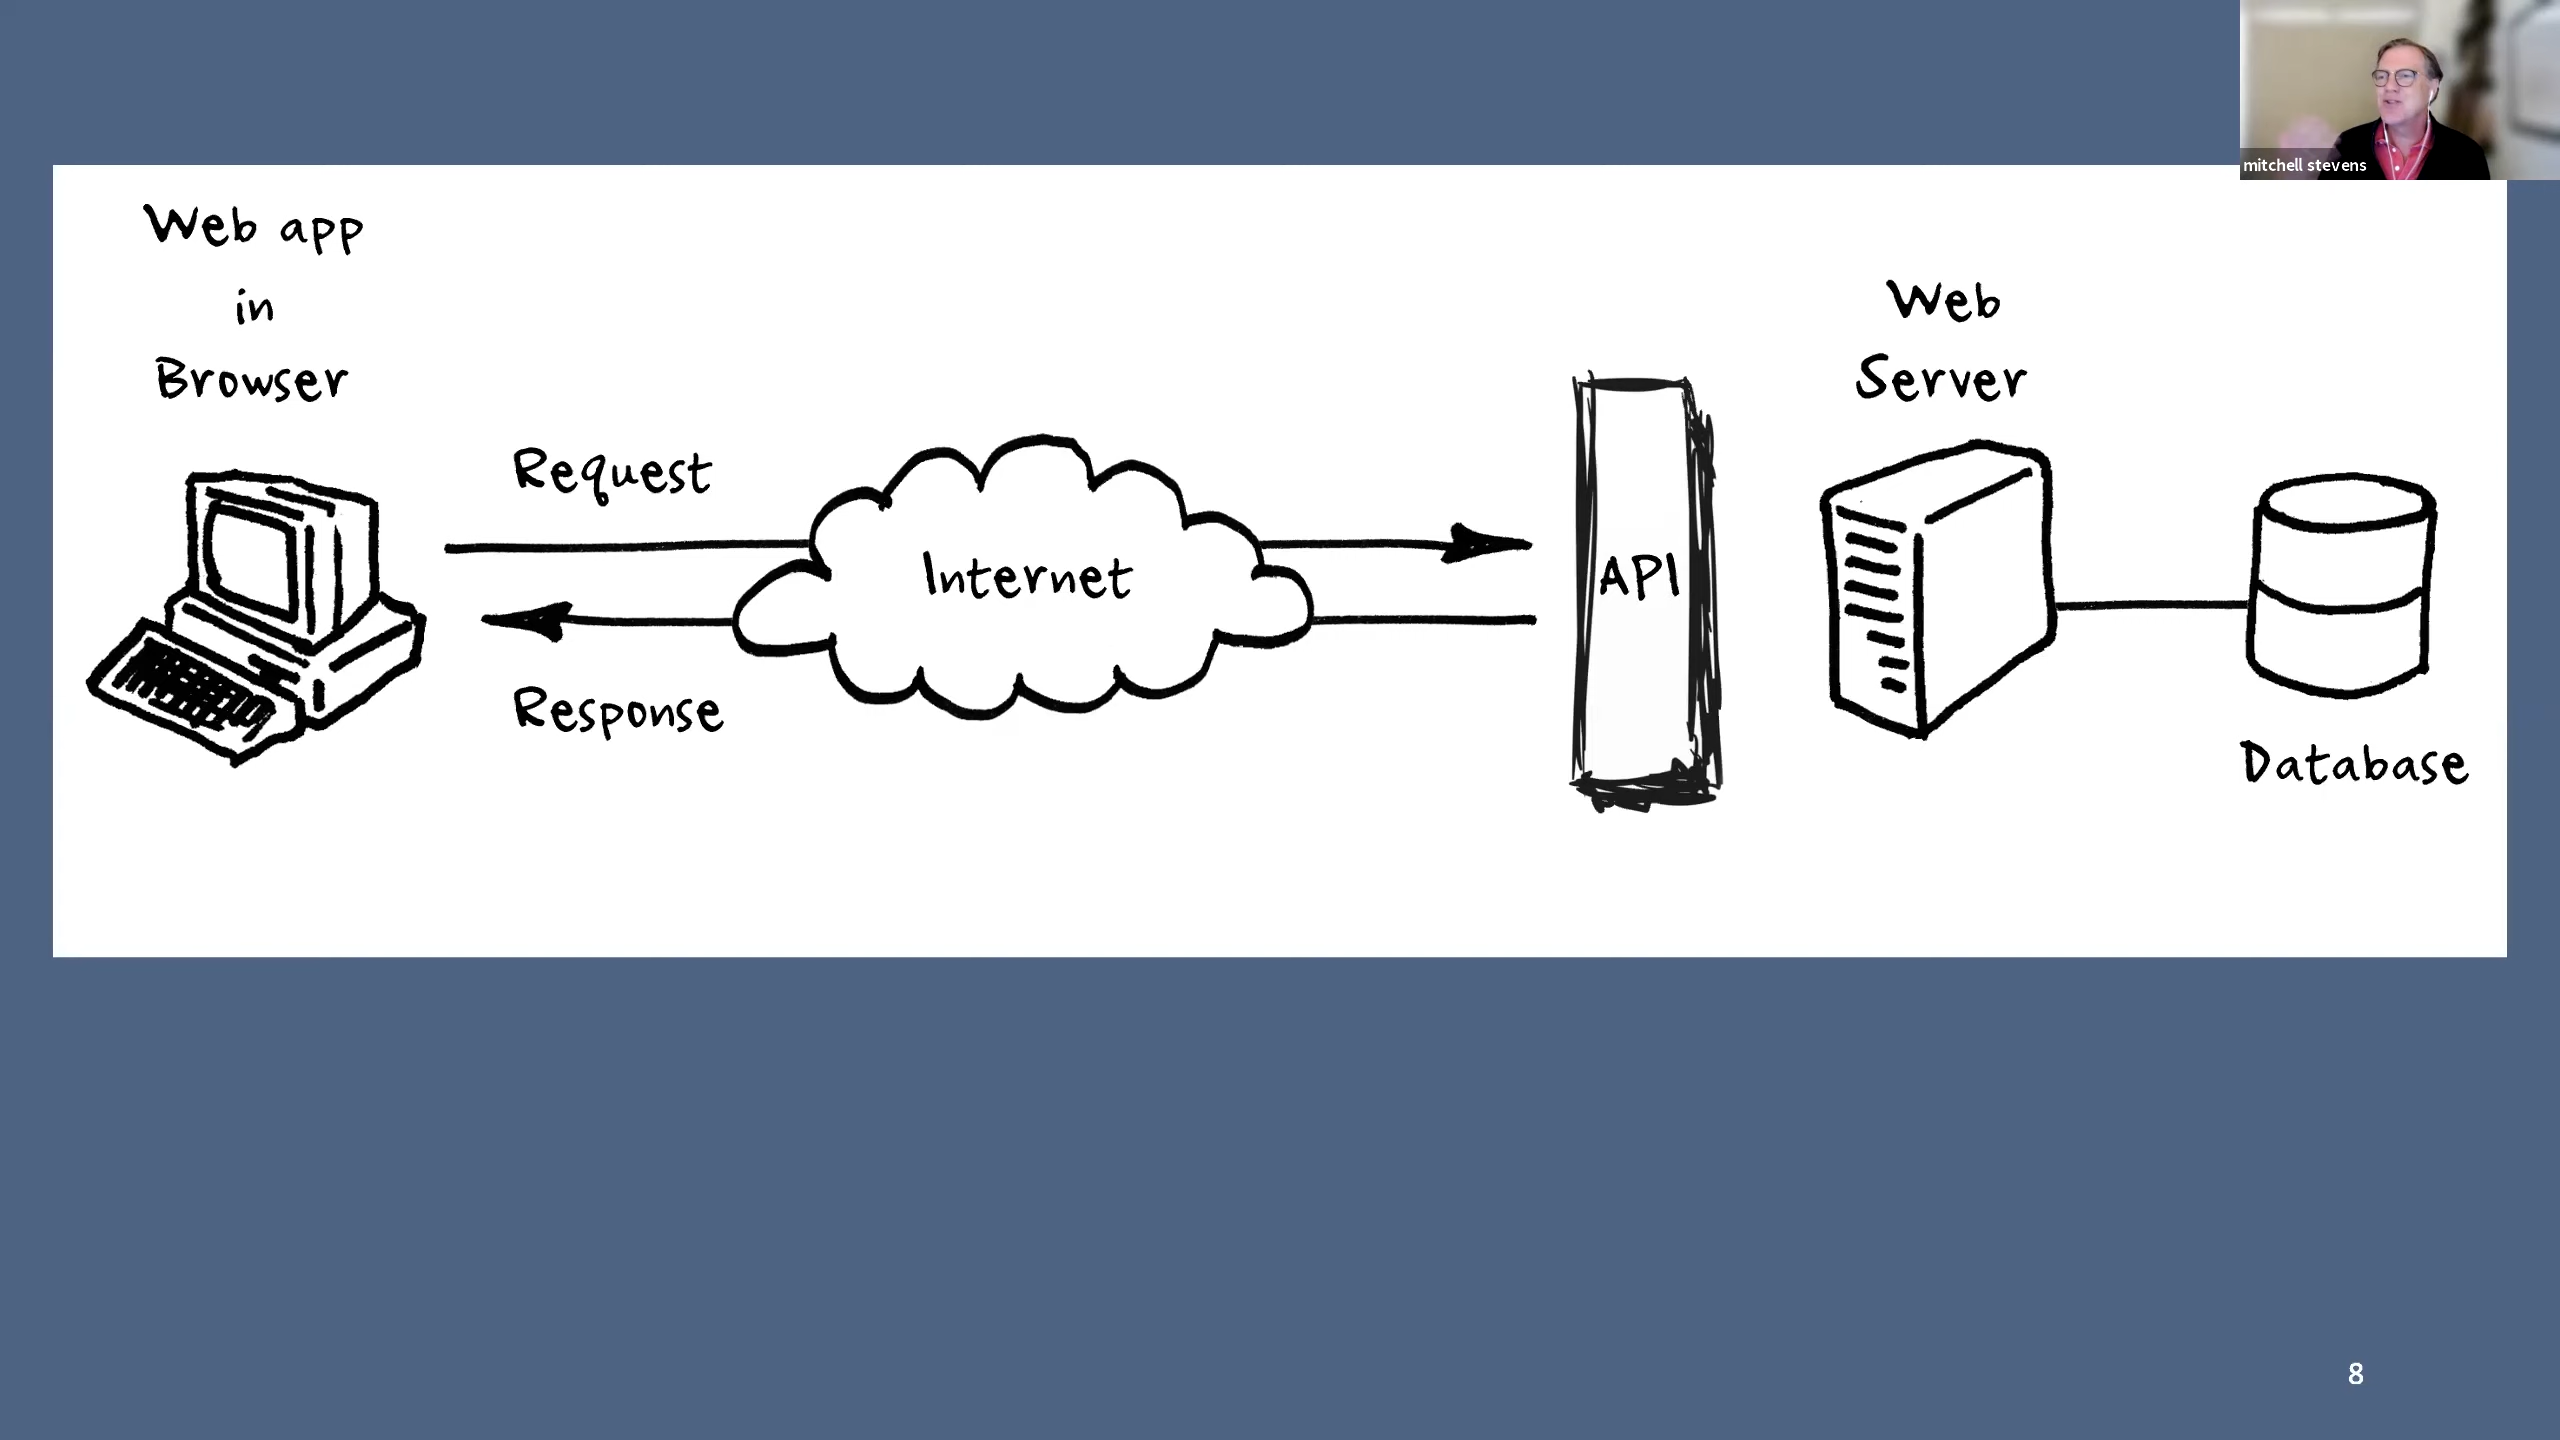 mitchell stevens
Web app
in
Browser
Request
Internet
Response
API
Web
Server
Database
8